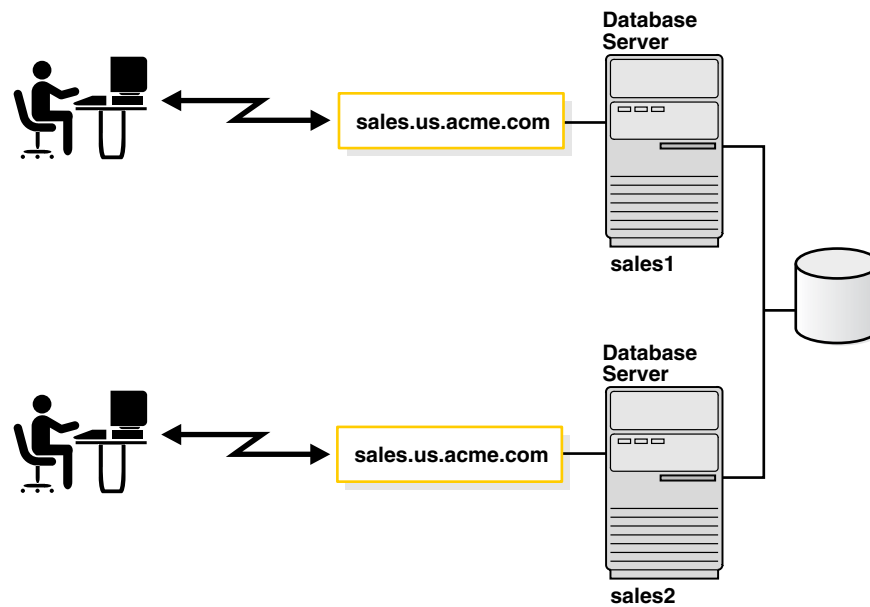 Database
Server
sales.us.acme.com
sales1
Database
Server
sales.us.acme.com
sales2